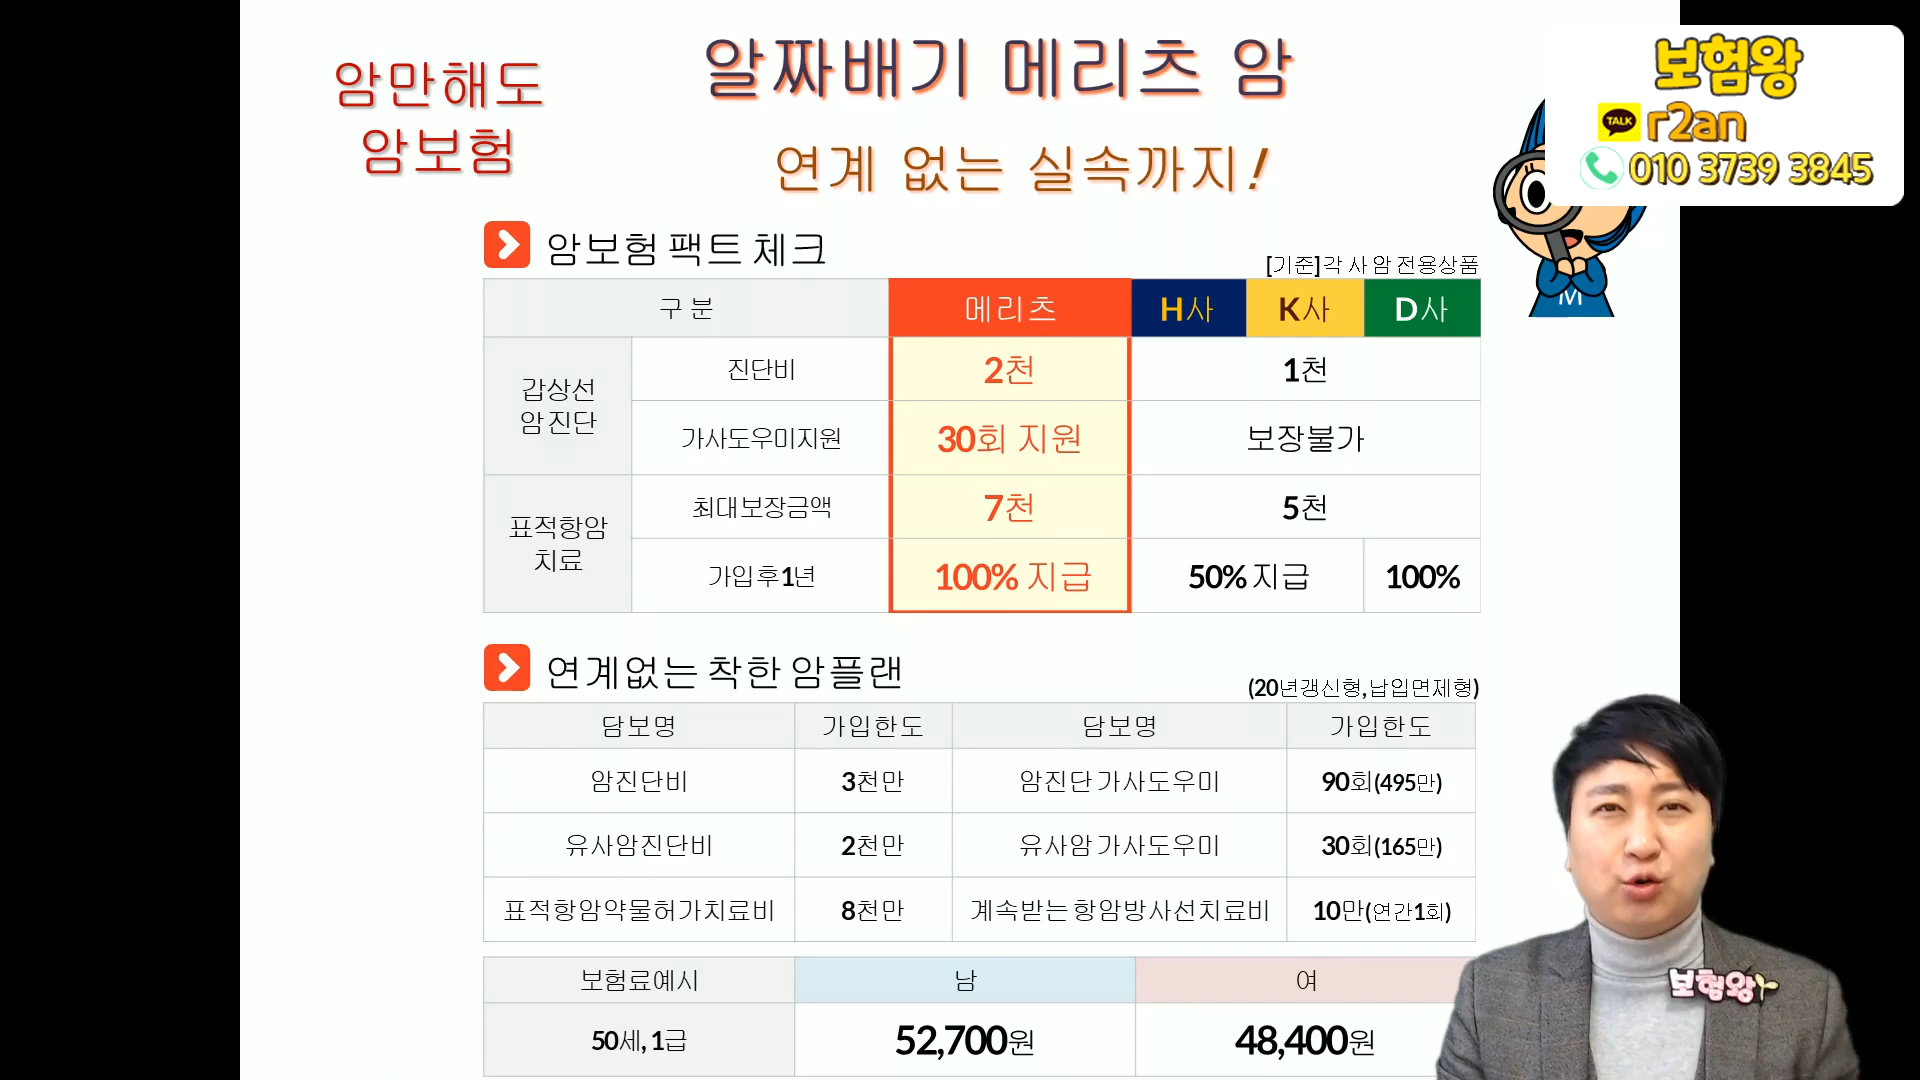 암만해도
암보험
알짜배기 메리츠 암
연계 없는 실속까지!
보험왕
TALK r2an
010 3739 3845
암보험 팩트 체크
[기준]각 사 암 전용상품
구 분 메리츠 H사 K사 D사
갑상선
암진단
진단비 2천 1천
가사도우미지원 30회 지원 보장불가
표적항암
치료
최대보장금액 7천 5천
가입후1년 100% 지급 50% 지급 100%
M
연계없는 착한 암플랜
(20년갱신형,납입면제형)
담보명 가입한도 담보명 가입한도
암진단비 3천만 암진단 가사도우미 90회(495만)
유사암진단비 2천만 유사암 가사도우미 30회(165만)
표적항암약물허가치료비 8천만 계속받는 항암방사선치료비 10만(연간1회)
보험료예시 남 여
50세, 1급 52,700원 48,400원
보험왕